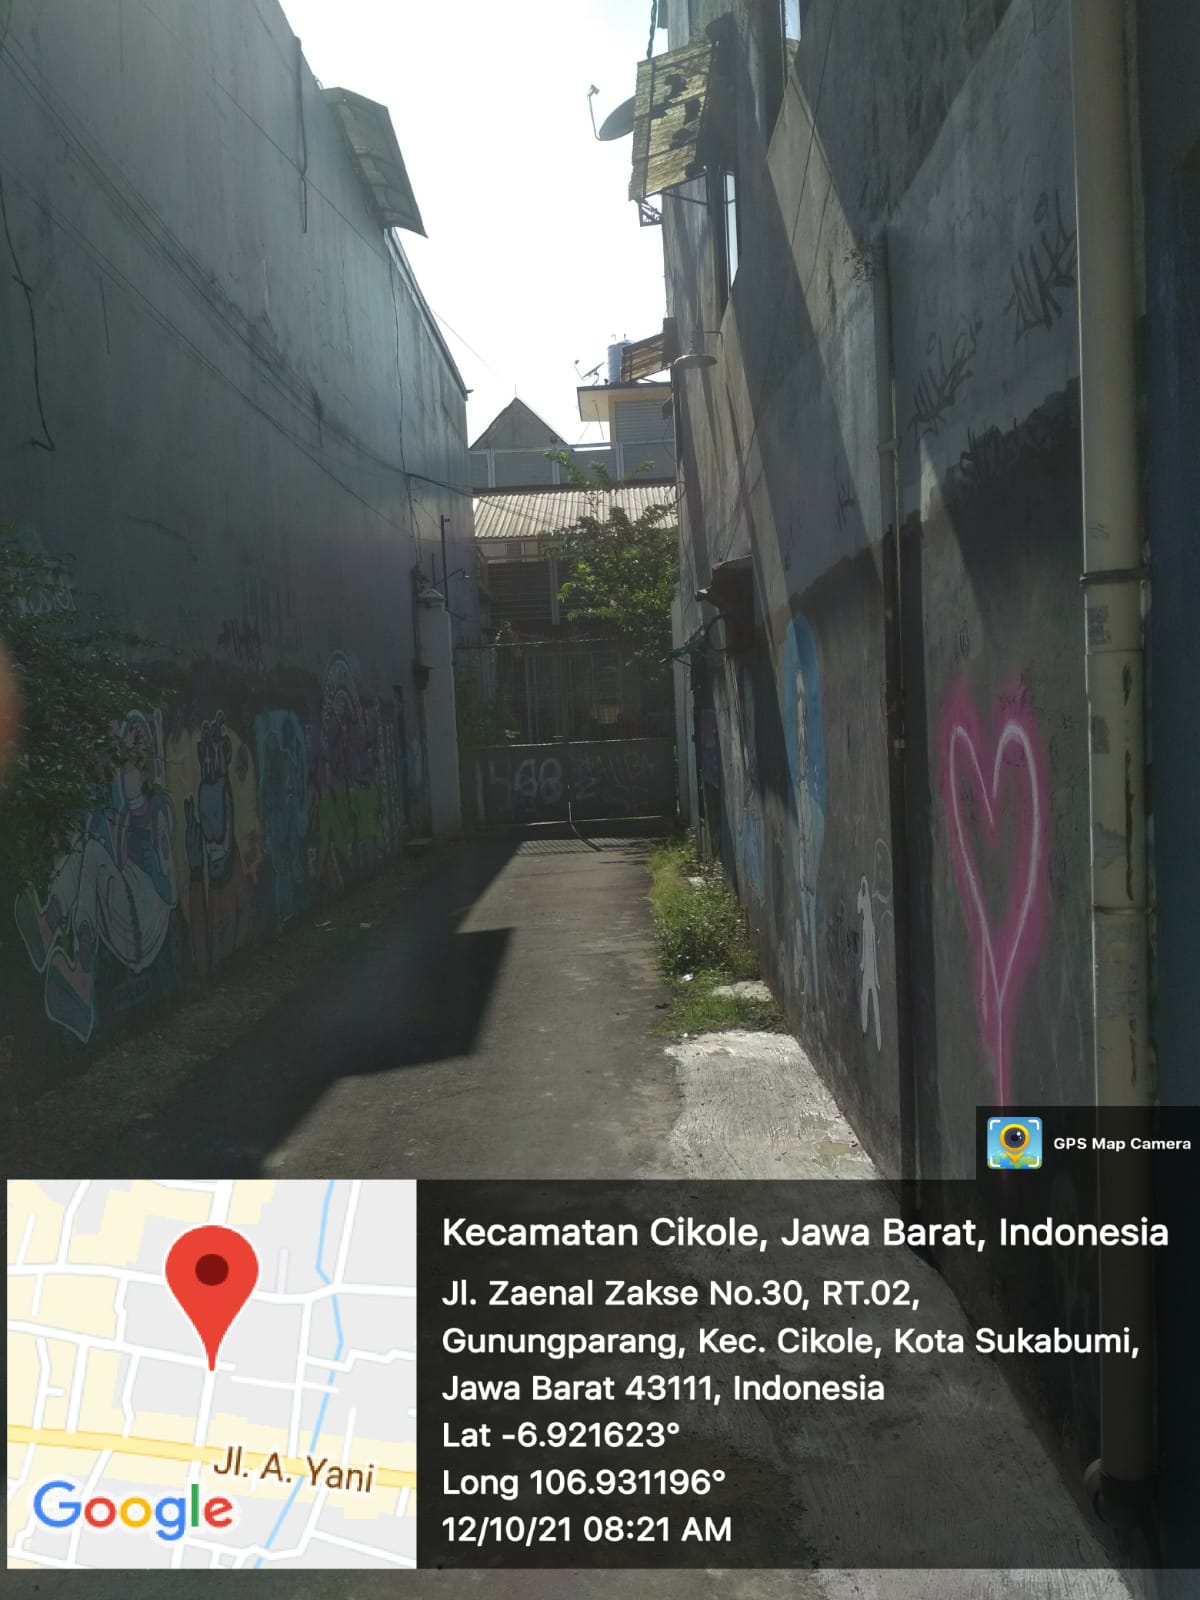 GPS Map Camera
Kecamatan Cikole, Jawa Barat, Indonesia
Jl. Zaenal Zakse No.30, RT.02,
Gunungparang, Kec. Cikole, Kota Sukabumi,
Jawa Barat 43111, Indonesia
Lat -6.921623°
Long 106.931196°
12/10/21 08:21 AM
Jl. A. Yani
Google